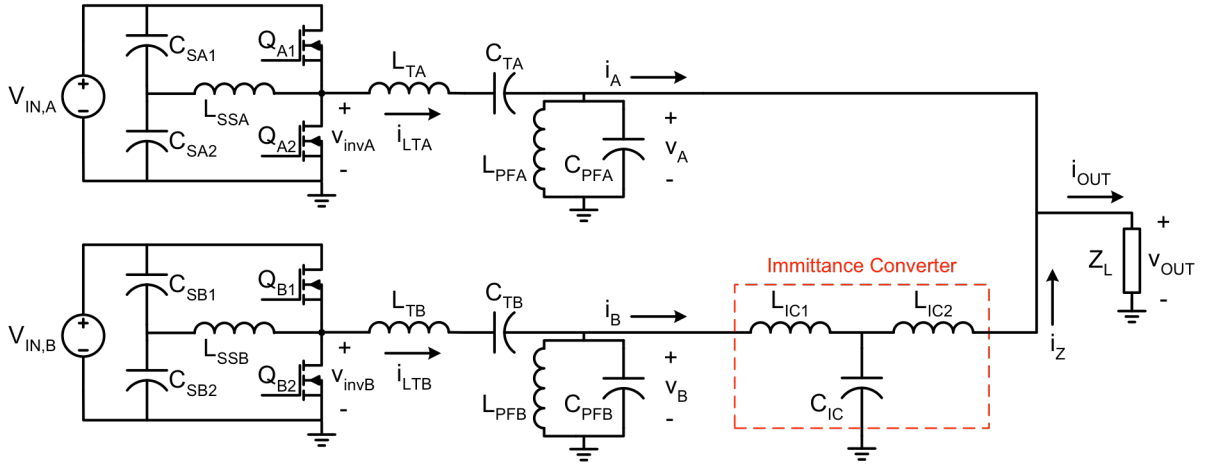 C_SA1
Q_A1
L_TA
C_TA
i_A
V_IN,A
+
-
L_SSA
+
v_invA
-
i_LTA
C_SA2
Q_A2
L_PFA
C_PFA
+
v_A
-
i_OUT
Z_L
+
v_OUT
-
C_SB1
Q_B1
L_TB
C_TB
i_B
Immittance Converter
L_IC1
L_IC2
V_IN,B
+
-
L_SSB
+
v_invB
-
i_LTB
C_SB2
Q_B2
L_PFB
C_PFB
+
v_B
-
C_IC
i_Z